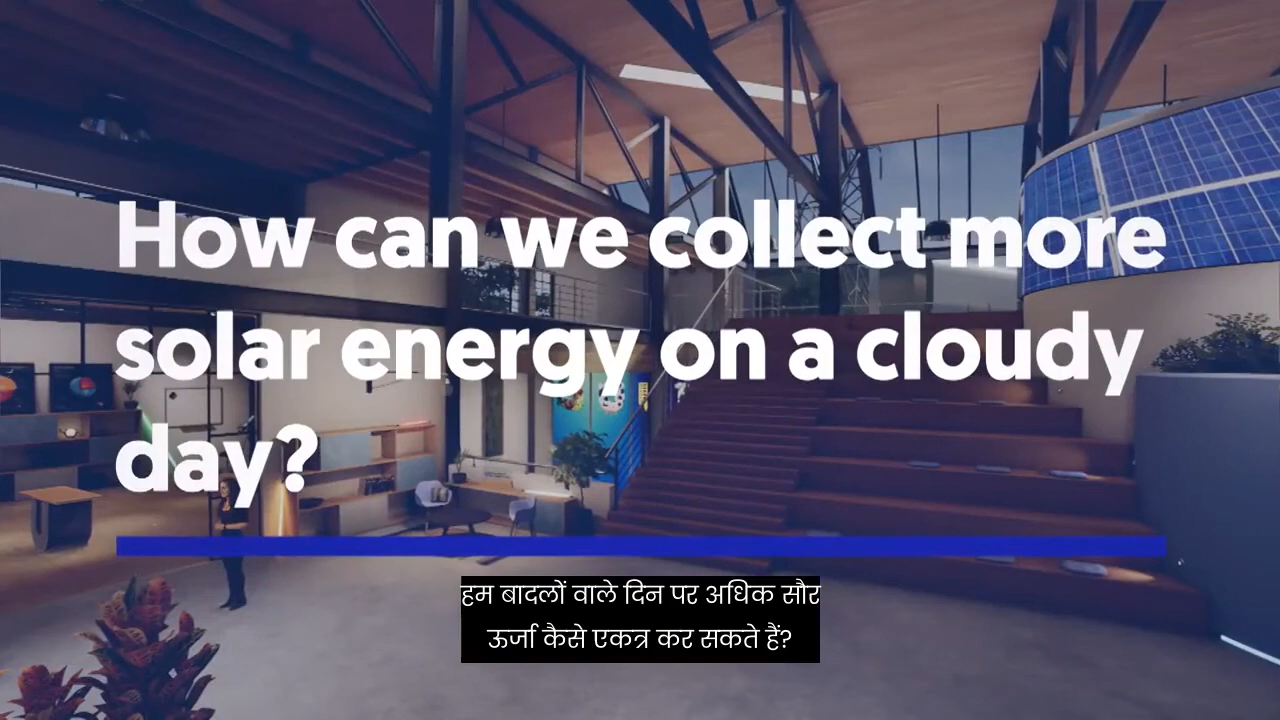 How can we collect more
solar energy on a cloudy
day?
हम बादलों वाले दिन पर अधिक सौर
ऊर्जा कैसे एकत्र कर सकते हैं?